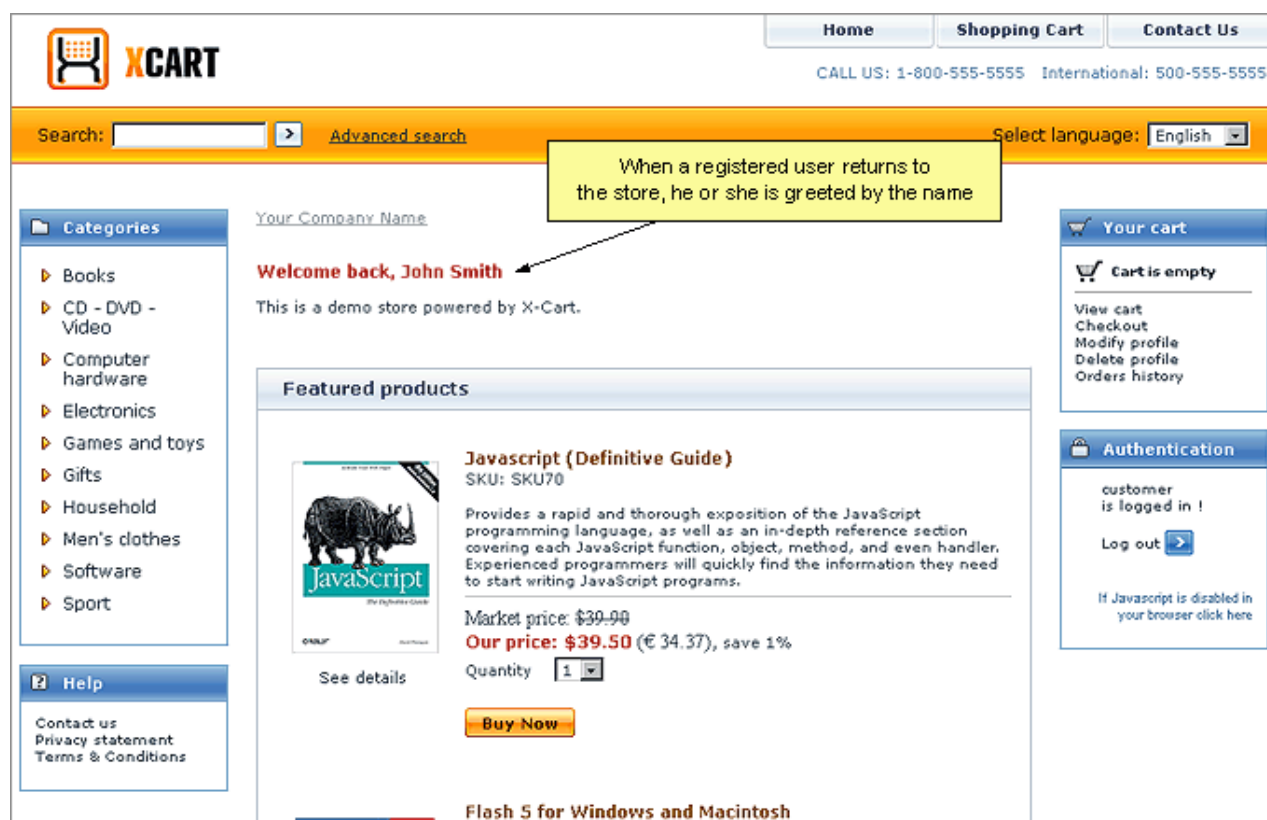 XCART
Home
Shopping Cart
Contact Us
CALL US: 1-800-555-5555 International: 500-555-5555
Search:
Advanced search
Select language: English
When a registered user returns to
the store, he or she is greeted by the name
Categories
Books
CD - DVD -
Video
Computer
hardware
Electronics
Games and toys
Gifts
Household
Men's clothes
Software
Sport
Help
Contact us
Privacy statement
Terms & Conditions
Your Company Name
Welcome back, John Smith
This is a demo store powered by X-Cart.
Featured products
JavaScript
The Definitive Guide
O'REILLY
See details
Javascript (Definitive Guide)
SKU: SKU70
Provides a rapid and thorough exposition of the JavaScript
programming language, as well as an in-depth reference section
covering each JavaScript function, object, method, and even handler.
Experienced programmers will quickly find the information they need
to start writing JavaScript programs.
Market price: $39.90
Our price: $39.50 (€ 34.37), save 1%
Quantity 1
Buy Now
Flash 5 for Windows and Macintosh
Your cart
Cart is empty
View cart
Checkout
Modify profile
Delete profile
Orders history
Authentication
customer
is logged in !
Log out
If Javascript is disabled in
your browser click here